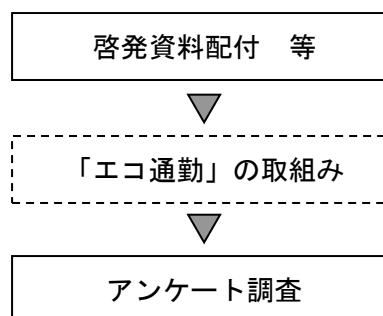 啓発資料配付　等
「エコ通勤」の取組み
アンケート調査